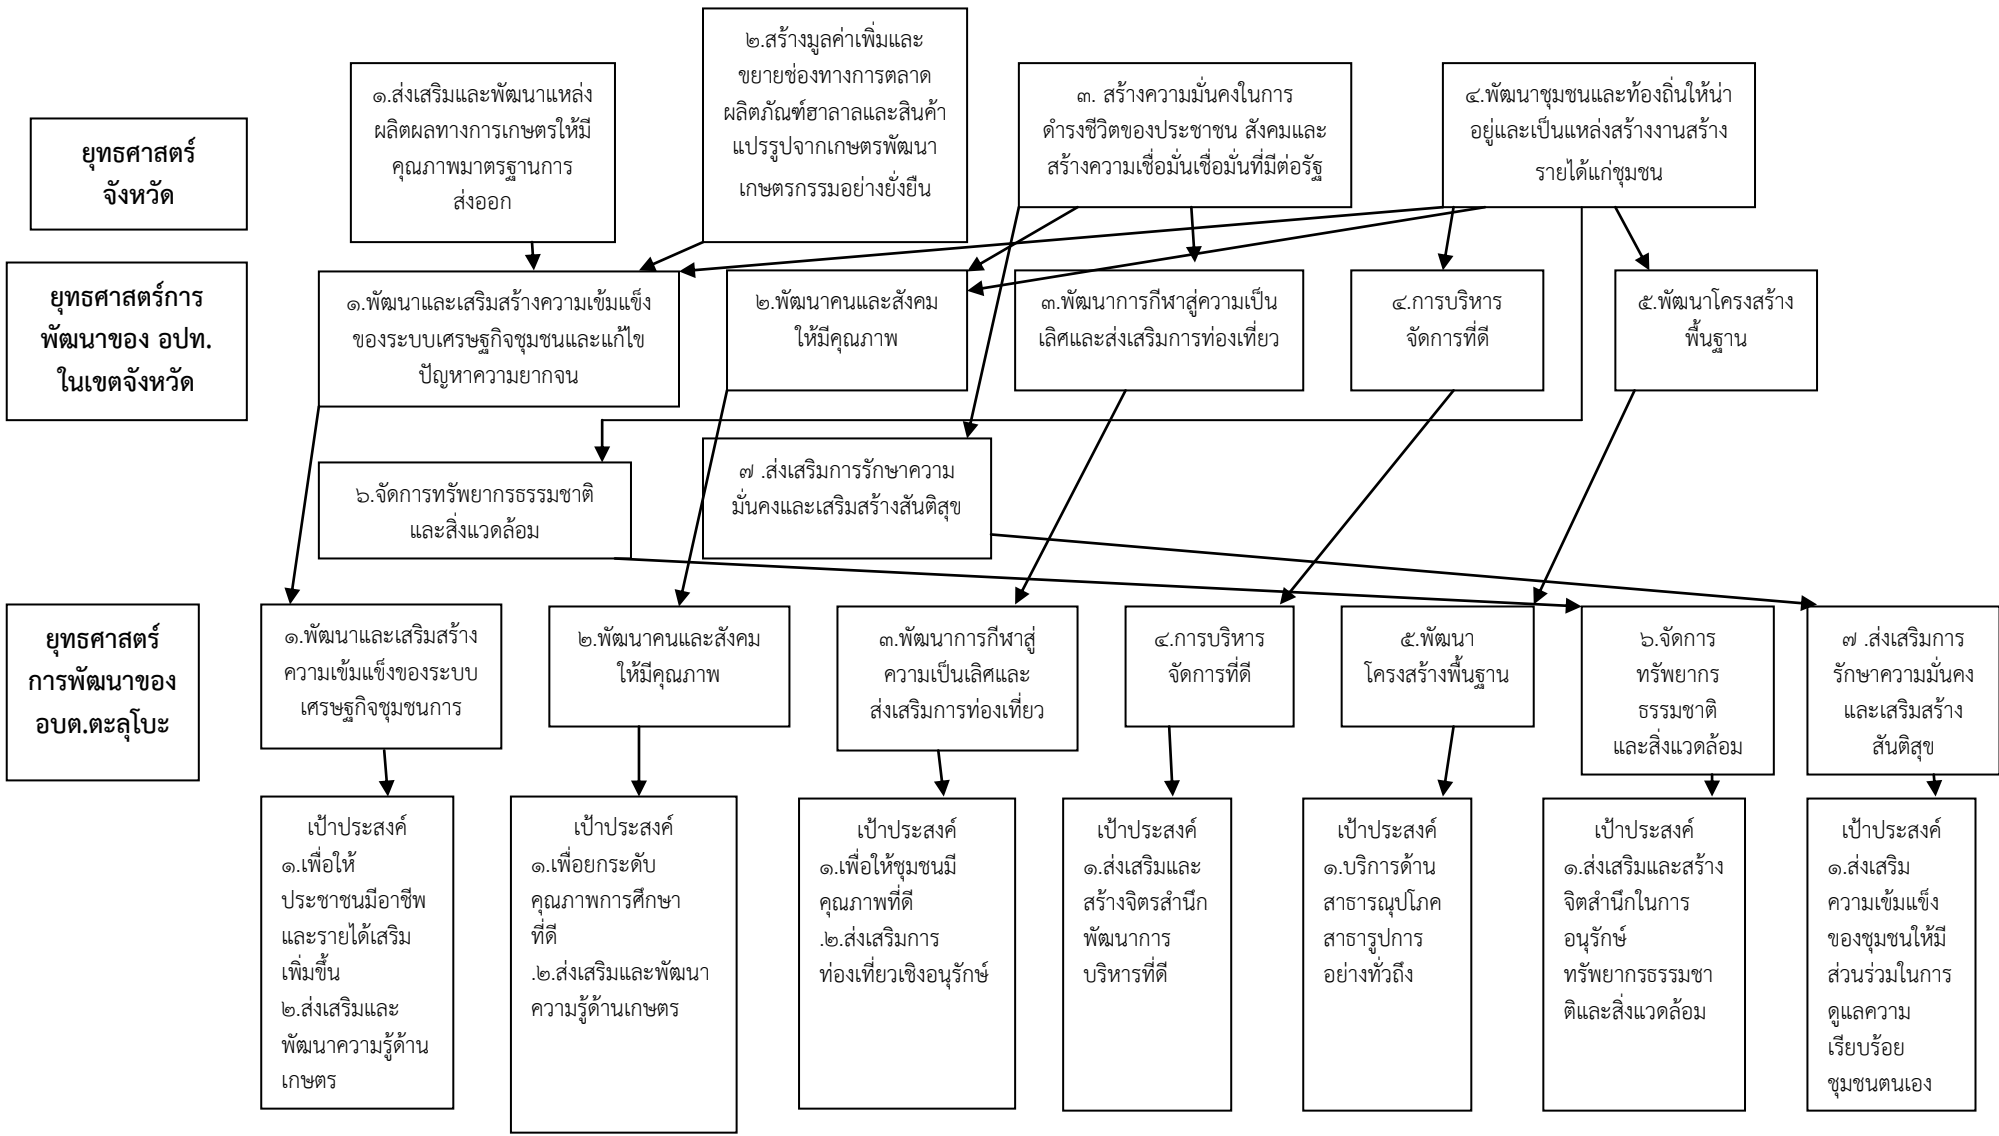 ยุทธศาสตร์
จังหวัด
๑.ส่งเสริมและพัฒนาแหล่ง
ผลิตผลทางการเกษตรให้มี
คุณภาพมาตรฐานการ
ส่งออก
๒.สร้างมูลค่าเพิ่มและ
ขยายช่องทางการตลาด
ผลิตภัณฑ์ฮาลาลและสินค้า
แปรรูปจากเกษตรพัฒนา
เกษตรกรรมอย่างยั่งยืน
๓. สร้างความมั่นคงในการ
ดำรงชีวิตของประชาชน สังคมและ
สร้างความเชื่อมั่นเชื่อมั่นที่มีต่อรัฐ
๔.พัฒนาชุมชนและท้องถิ่นให้น่า
อยู่และเป็นแหล่งสร้างงานสร้าง
รายได้แก่ชุมชน
ยุทธศาสตร์การ
พัฒนาของ อปท.
ในเขตจังหวัด
๑.พัฒนาและเสริมสร้างความเข้มแข็ง
ของระบบเศรษฐกิจชุมชนและแก้ไข
ปัญหาความยากจน
๒.พัฒนาคนและสังคม
ให้มีคุณภาพ
๓.พัฒนาการกีฬาสู่ความเป็น
เลิศและส่งเสริมการท่องเที่ยว
๔.การบริหาร
จัดการที่ดี
๕.พัฒนาโครงสร้าง
พื้นฐาน
๖.จัดการทรัพยากรธรรมชาติ
และสิ่งแวดล้อม
๗ .ส่งเสริมการรักษาความ
มั่นคงและเสริมสร้างสันติสุข
ยุทธศาสตร์
การพัฒนาของ
อบต.ตะลุโบะ
๑.พัฒนาและเสริมสร้าง
ความเข้มแข็งของระบบ
เศรษฐกิจชุมชนการ
๒.พัฒนาคนและสังคม
ให้มีคุณภาพ
๓.พัฒนาการกีฬาสู่
ความเป็นเลิศและ
ส่งเสริมการท่องเที่ยว
๔.การบริหาร
จัดการที่ดี
๕.พัฒนา
โครงสร้างพื้นฐาน
๖.จัดการ
ทรัพยากร
ธรรมชาติ
และสิ่งแวดล้อม
๗ .ส่งเสริมการ
รักษาความมั่นคง
และเสริมสร้าง
สันติสุข
เป้าประสงค์
๑.เพื่อให้
ประชาชนมีอาชีพ
และรายได้เสริม
เพิ่มขึ้น
๒.ส่งเสริมและ
พัฒนาความรู้ด้าน
เกษตร
เป้าประสงค์
๑.เพื่อยกระดับ
คุณภาพการศึกษา
ที่ดี
.๒.ส่งเสริมและพัฒนา
ความรู้ด้านเกษตร
เป้าประสงค์
๑.เพื่อให้ชุมชนมี
คุณภาพที่ดี
.๒.ส่งเสริมการ
ท่องเที่ยวเชิงอนุรักษ์
เป้าประสงค์
๑.ส่งเสริมและ
สร้างจิตรสำนึก
พัฒนาการ
บริหารที่ดี
เป้าประสงค์
๑.บริการด้าน
สาธารณุปโภค
สาธารูปการ
อย่างทั่วถึง
เป้าประสงค์
๑.ส่งเสริมและสร้าง
จิตสำนึกในการ
อนุรักษ์
ทรัพยากรธรรมชา
ติและสิ่งแวดล้อม
เป้าประสงค์
๑.ส่งเสริม
ความเข้มแข็ง
ของชุมชนให้มี
ส่วนร่วมในการ
ดูแลความ
เรียบร้อย
ชุมชนตนเอง